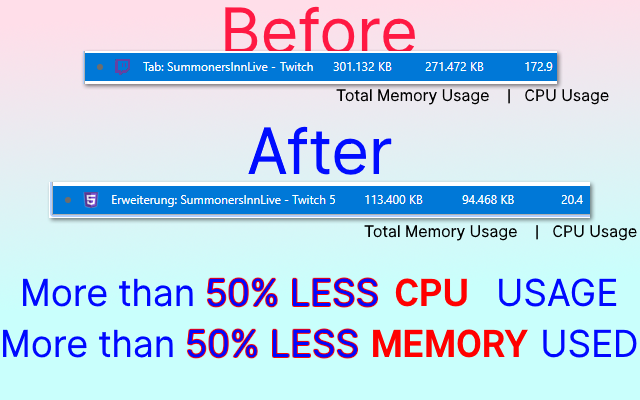 Before
Tab: SummonersInnLive - Twitch 301.132 KB 271.472 KB 172.9
Total Memory Usage | CPU Usage
After
5 Erweiterung: SummonersInnLive - Twitch 5 113.400 KB 94.468 KB 20.4
Total Memory Usage | CPU Usage
More than 50% LESS CPU USAGE
More than 50% LESS MEMORY USED